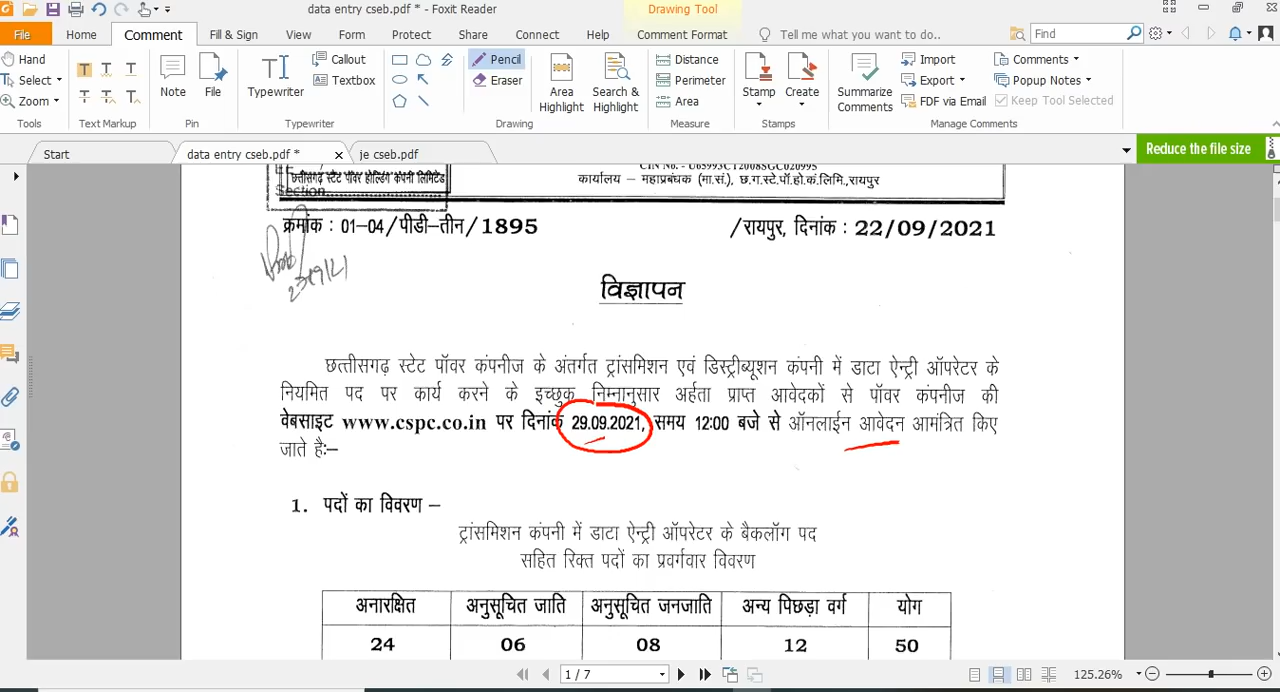 data entry cseb.pdf * - Foxit Reader
Drawing Tool
File Home Comment Fill & Sign View Form Protect Share Connect Help Comment Format Tell me what you want to do.. Find
Hand
Select
Zoom
Tools
Text Markup
Note
File
Pin
Typewriter
Callout
Textbox
Typewriter
Pencil
Eraser
Area Highlight
Search & Highlight
Drawing
Distance
Perimeter
Area
Measure
Stamp
Create
Stamps
Summarize Comments
Import
Export
FDF via Email
Comments
Popup Notes
Keep Tool Selected
Manage Comments
Start
data entry cseb.pdf *
je cseb.pdf
Reduce the file size
छत्तीसगढ़ स्टेट पॉवर होल्डिंग कंपनी लिमिटेड
Section
CIN No. - U65993CT2008SGC020995
कार्यालय – महाप्रबंधक (मा.सं.), छ.ग.स्टे.पॉ.हो.कं.लिमि.,रायपुर
क्रमांक : 01-04/पीडी-तीन/1895 /रायपुर, दिनांक : 22/09/2021
विज्ञापन
छत्तीसगढ़ स्टेट पॉवर कंपनीज के अंतर्गत ट्रांसमिशन एवं डिस्ट्रीब्यूशन कंपनी में डाटा ऐन्ट्री ऑपरेटर के
नियमित पद पर कार्य करने के इच्छुक निम्नानुसार अर्हता प्राप्त आवेदकों से पॉवर कंपनीज की
वेबसाइट www.cspc.co.in पर दिनांक 29.09.2021, समय 12:00 बजे से ऑनलाईन आवेदन आमंत्रित किए
जाते है:–
1. पदों का विवरण –
ट्रांसमिशन कंपनी में डाटा ऐन्ट्री ऑपरेटर के बैकलॉग पद
सहित रिक्त पदों का प्रवर्गवार विवरण
अनारक्षित अनुसूचित जाति अनुसूचित जनजाति अन्य पिछड़ा वर्ग योग
24 06 08 12 50
1 / 7
125.26%